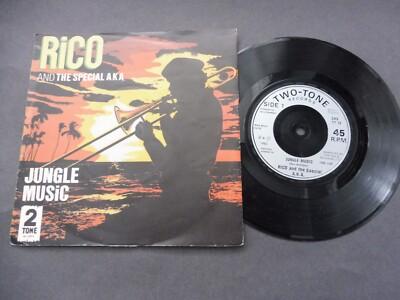 RiCO
AND THE SPECIAL A.K.A
JUNGLE
MUSiC
2
TONE
TWO-TONE
RECORDS
SIDE 1
45
R.P.M.
JUNGLE MUSIC
RICO and the Special
A.K.A.